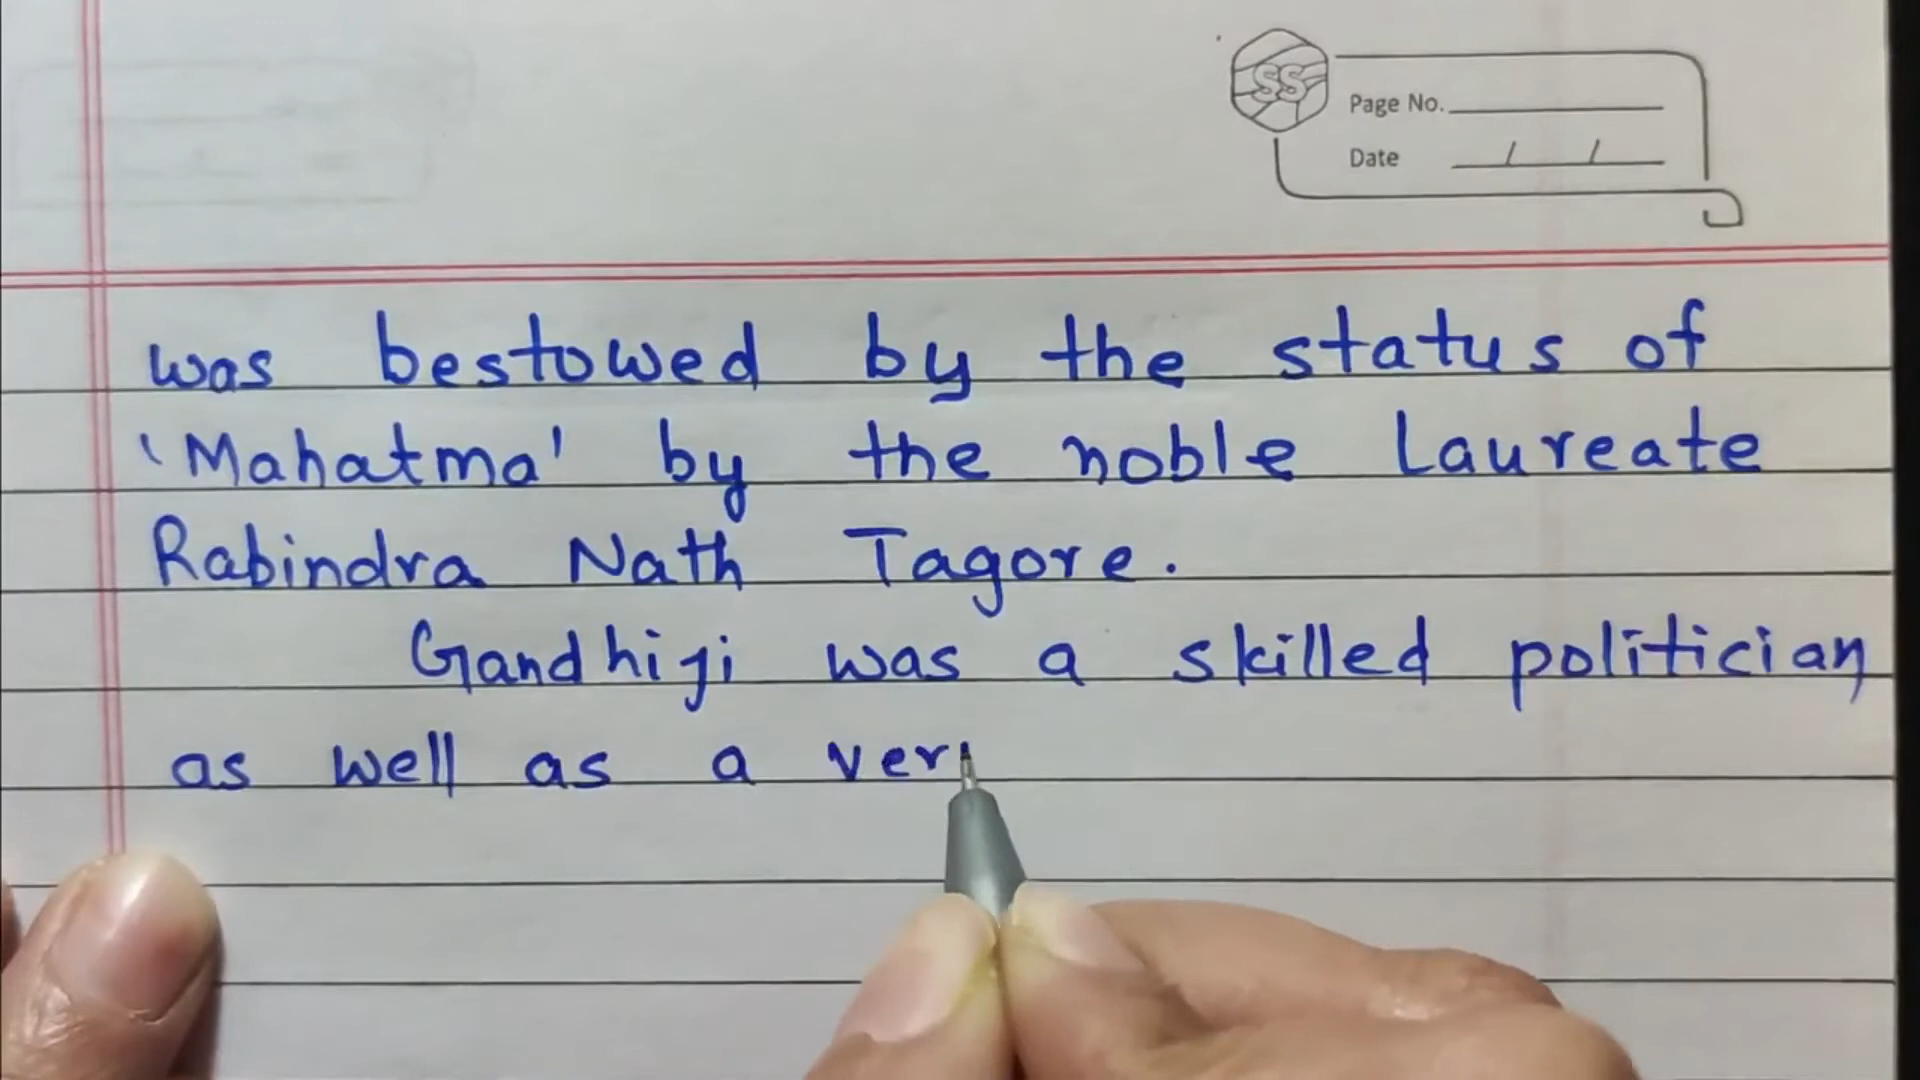 SS
Page No.
Date / /
was bestowed by the status of
'Mahatma' by the noble Laureate
Rabindra Nath Tagore.
Gandhiji was a skilled politician
as well as a ver